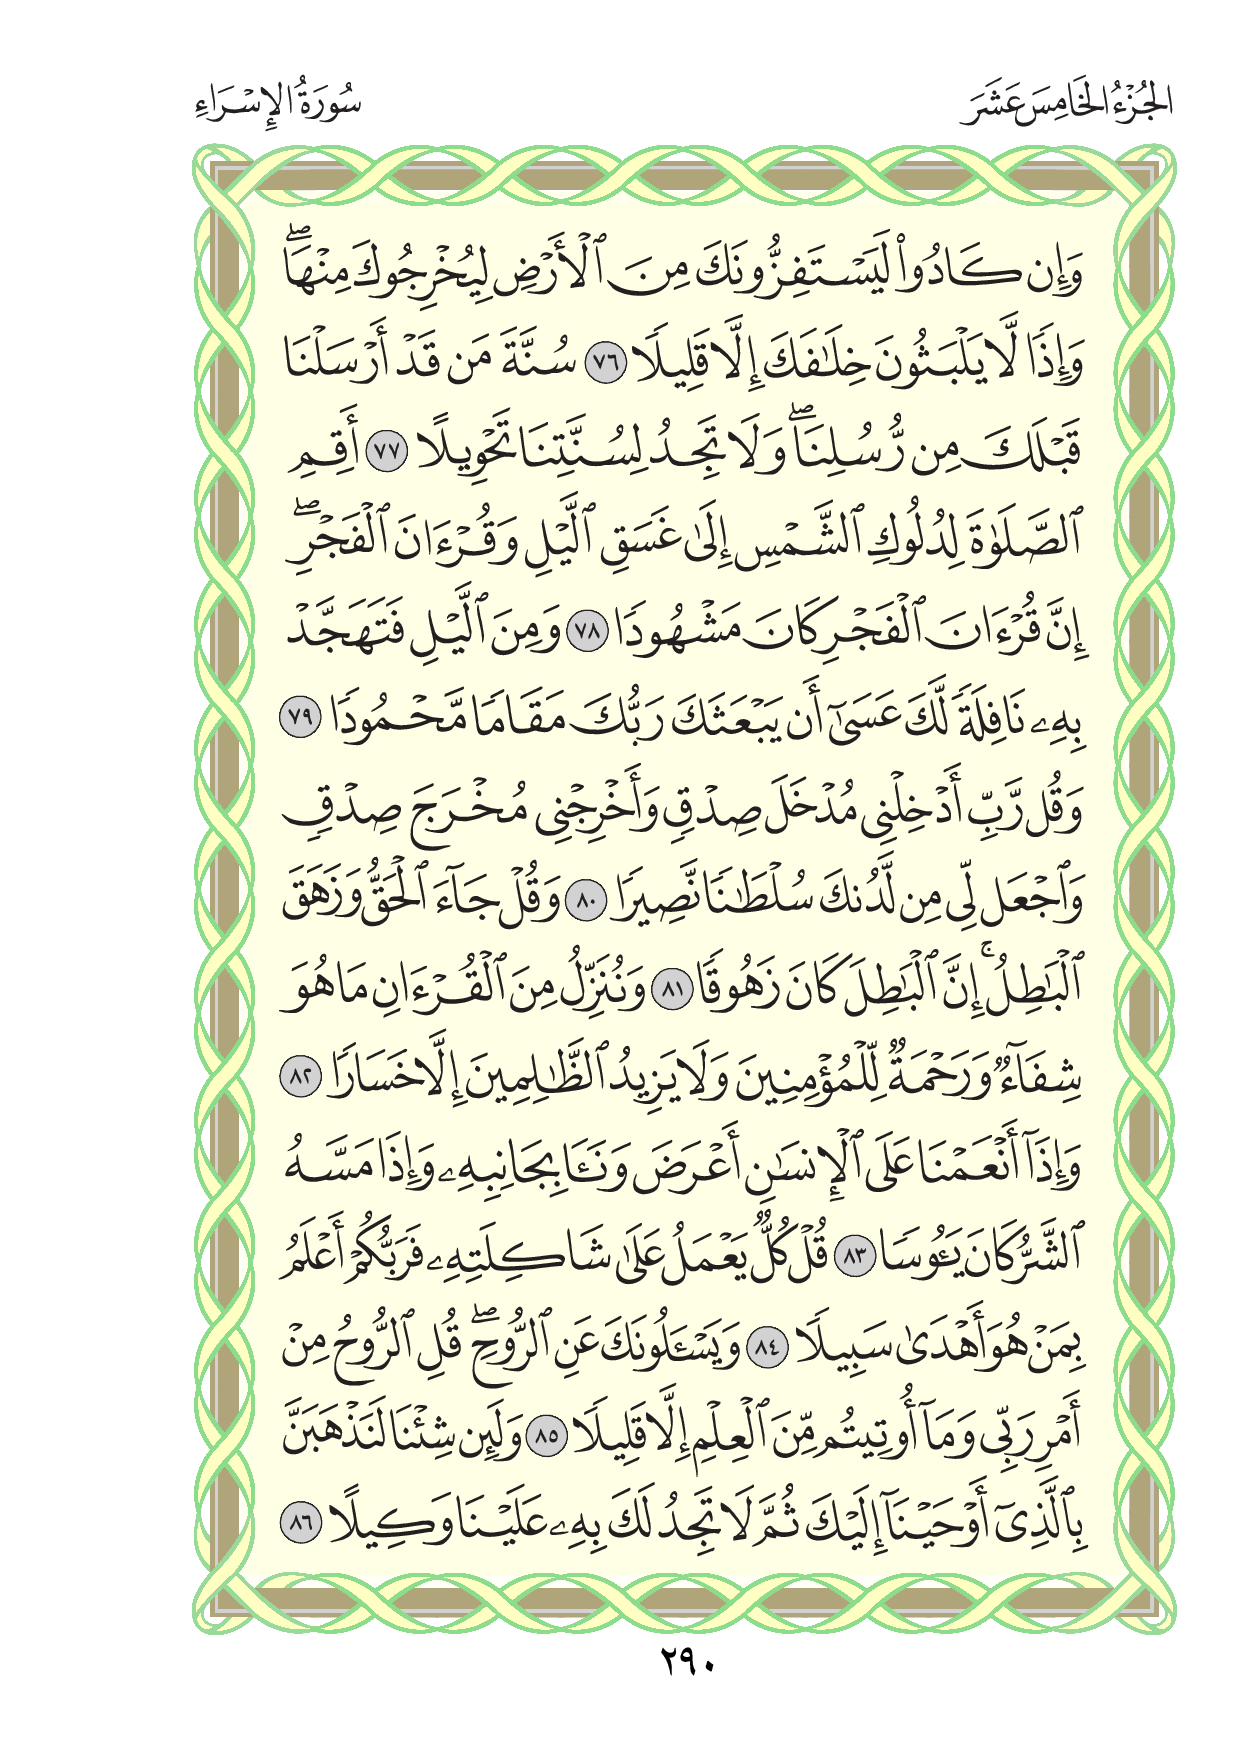 الجُزْءُ الخَامِسَ عَشَرَ
سُورَةُ الإِسْرَاءِ
وَإِن كَادُوا۟ لَيَسْتَفِزُّونَكَ مِنَ ٱلْأَرْضِ لِيُخْرِجُوكَ مِنْهَا ۖ
وَإِذًا لَّا يَلْبَثُونَ خِلَٰفَكَ إِلَّا قَلِيلًا ٧٦ سُنَّةَ مَن قَدْ أَرْسَلْنَا
قَبْلَكَ مِن رُّسُلِنَا ۖ وَلَا تَجِدُ لِسُنَّتِنَا تَحْوِيلًا ٧٧ أَقِمِ
ٱلصَّلَوٰةَ لِدُلُوكِ ٱلشَّمْسِ إِلَىٰ غَسَقِ ٱلَّيْلِ وَقُرْءَانَ ٱلْفَجْرِ ۖ
إِنَّ قُرْءَانَ ٱلْفَجْرِ كَانَ مَشْهُودًا ٧٨ وَمِنَ ٱلَّيْلِ فَتَهَجَّدْ
بِهِۦ نَافِلَةً لَّكَ عَسَىٰٓ أَن يَبْعَثَكَ رَبُّكَ مَقَامًا مَّحْمُودًا ٧٩
وَقُل رَّبِّ أَدْخِلْنِى مُدْخَلَ صِدْقٍ وَأَخْرِجْنِى مُخْرَجَ صِدْقٍ
وَٱجْعَل لِّى مِن لَّدُنكَ سُلْطَٰنًا نَّصِيرًا ٨٠ وَقُلْ جَآءَ ٱلْحَقُّ وَزَهَقَ
ٱلْبَٰطِلُ ۚ إِنَّ ٱلْبَٰطِلَ كَانَ زَهُوقًا ٨١ وَنُنَزِّلُ مِنَ ٱلْقُرْءَانِ مَا هُوَ
شِفَآءٌ وَرَحْمَةٌ لِّلْمُؤْمِنِينَ وَلَا يَزِيدُ ٱلظَّٰلِمِينَ إِلَّا خَسَارًا ٨٢
وَإِذَآ أَنْعَمْنَا عَلَى ٱلْإِنسَٰنِ أَعْرَضَ وَنَـَٔا بِجَانِبِهِۦ وَإِذَا مَسَّهُ
ٱلشَّرُّ كَانَ يَـُٔوسًا ٨٣ قُلْ كُلٌّ يَعْمَلُ عَلَىٰ شَاكِلَتِهِۦ فَرَبُّكُمْ أَعْلَمُ
بِمَنْ هُوَ أَهْدَىٰ سَبِيلًا ٨٤ وَيَسْـَٔلُونَكَ عَنِ ٱلرُّوحِ ۖ قُلِ ٱلرُّوحُ مِنْ
أَمْرِ رَبِّى وَمَآ أُوتِيتُم مِّنَ ٱلْعِلْمِ إِلَّا قَلِيلًا ٨٥ وَلَئِن شِئْنَا لَنَذْهَبَنَّ
بِٱلَّذِىٓ أَوْحَيْنَآ إِلَيْكَ ثُمَّ لَا تَجِدُ لَكَ بِهِۦ عَلَيْنَا وَكِيلًا ٨٦
٢٩٠